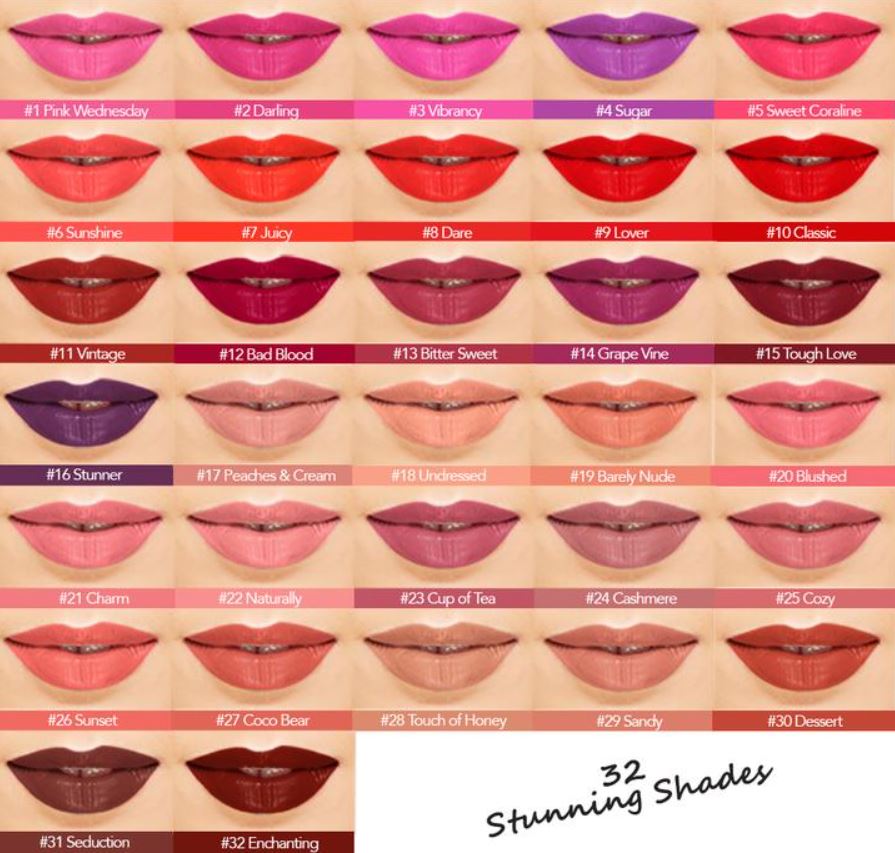 #1 Pink Wednesday
#2 Darling
#3 Vibrancy
#4 Sugar
#5 Sweet Coraline
#6 Sunshine
#7 Juicy
#8 Dare
#9 Lover
#10 Classic
#11 Vintage
#12 Bad Blood
#13 Bitter Sweet
#14 Grape Vine
#15 Tough Love
#16 Stunner
#17 Peaches & Cream
#18 Undressed
#19 Barely Nude
#20 Blushed
#21 Charm
#22 Naturally
#23 Cup of Tea
#24 Cashmere
#25 Cozy
#26 Sunset
#27 Coco Bear
#28 Touch of Honey
#29 Sandy
#30 Dessert
#31 Seduction
#32 Enchanting
32
Stunning Shades